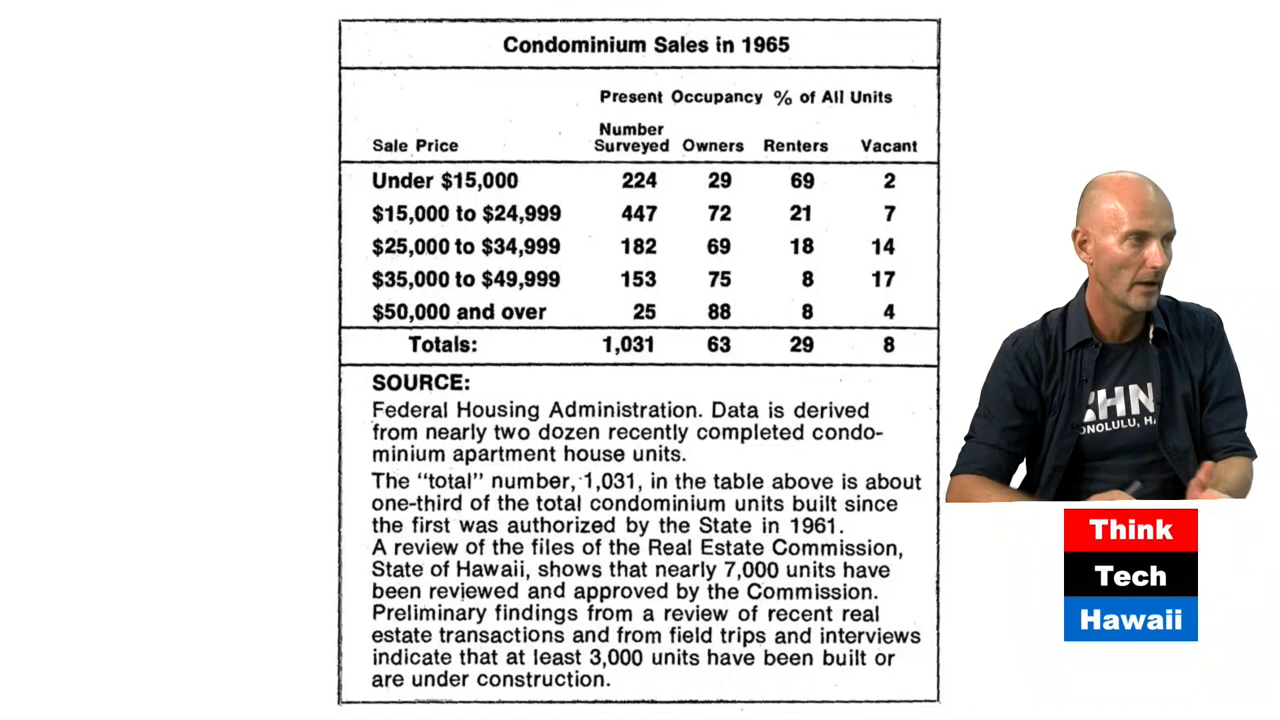 Condominium Sales in 1965
Present Occupancy % of All Units
Number
Sale Price Surveyed Owners Renters Vacant
Under $15,000 224 29 69 2
$15,000 to $24,999 447 72 21 7
$25,000 to $34,999 182 69 18 14
$35,000 to $49,999 153 75 8 17
$50,000 and over 25 88 8 4
Totals: 1,031 63 29 8
SOURCE:
Federal Housing Administration. Data is derived
from nearly two dozen recently completed condo-
minium apartment house units.
The “total” number, 1,031, in the table above is about
one-third of the total condominium units built since
the first was authorized by the State in 1961.
A review of the files of the Real Estate Commission,
State of Hawaii, shows that nearly 7,000 units have
been reviewed and approved by the Commission.
Preliminary findings from a review of recent real
estate transactions and from field trips and interviews
indicate that at least 3,000 units have been built or
are under construction.
HN
ONOLULU, H
Think
Tech
Hawaii